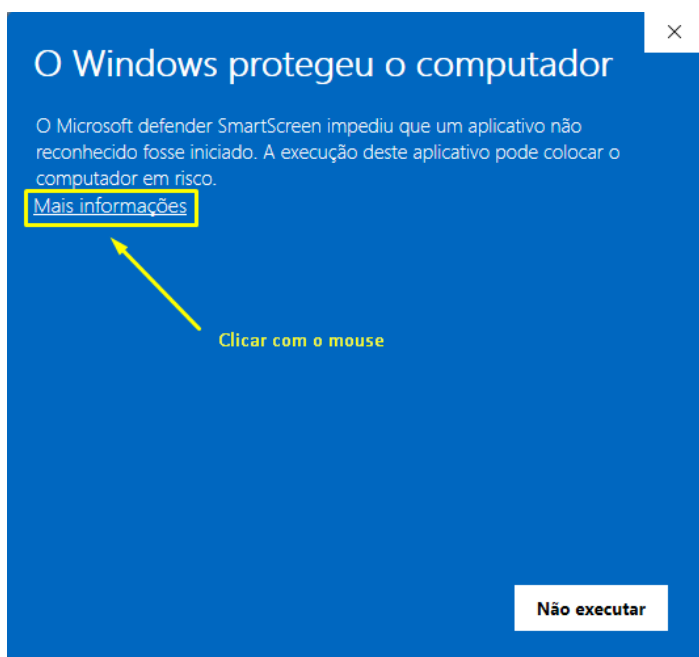 O Windows protegeu o computador
O Microsoft defender SmartScreen impediu que um aplicativo não
reconhecido fosse iniciado. A execução deste aplicativo pode colocar o
computador em risco.
Mais informações
Clicar com o mouse
Não executar